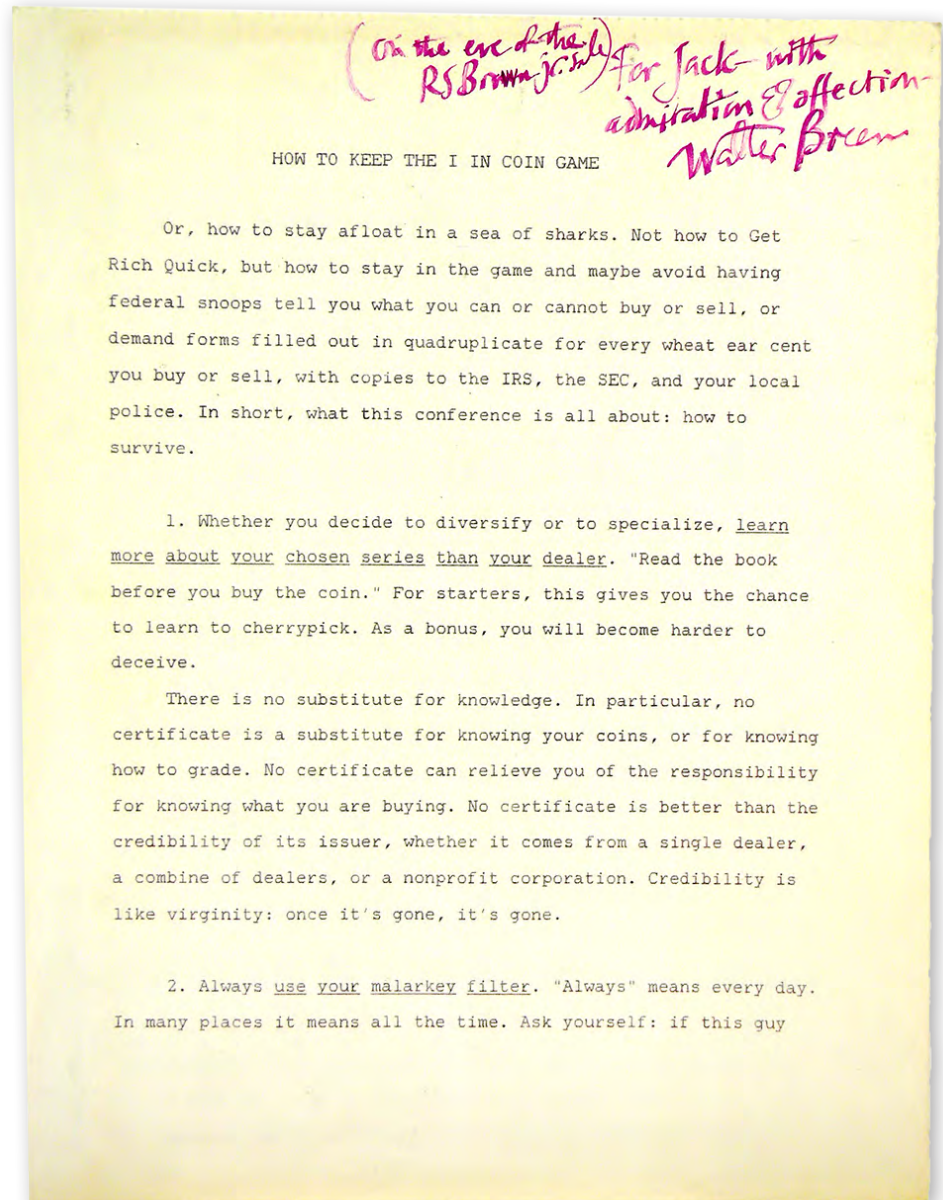 (On the eve of the
RS Brown jr. Sale)
For Jack- with
admiration & affection-
Walter Breen
HOW TO KEEP THE I IN COIN GAME
Or, how to stay afloat in a sea of sharks. Not how to Get
Rich Quick, but how to stay in the game and maybe avoid having
federal snoops tell you what you can or cannot buy or sell, or
demand forms filled out in quadruplicate for every wheat ear cent
you buy or sell, with copies to the IRS, the SEC, and your local
police. In short, what this conference is all about: how to
survive.
1. Whether you decide to diversify or to specialize, learn
more about your chosen series than your dealer. "Read the book
before you buy the coin." For starters, this gives you the chance
to learn to cherrypick. As a bonus, you will become harder to
deceive.
There is no substitute for knowledge. In particular, no
certificate is a substitute for knowing your coins, or for knowing
how to grade. No certificate can relieve you of the responsibility
for knowing what you are buying. No certificate is better than the
credibility of its issuer, whether it comes from a single dealer,
a combine of dealers, or a nonprofit corporation. Credibility is
like virginity: once it's gone, it's gone.
2. Always use your malarkey filter. "Always" means every day.
In many places it means all the time. Ask yourself: if this guy